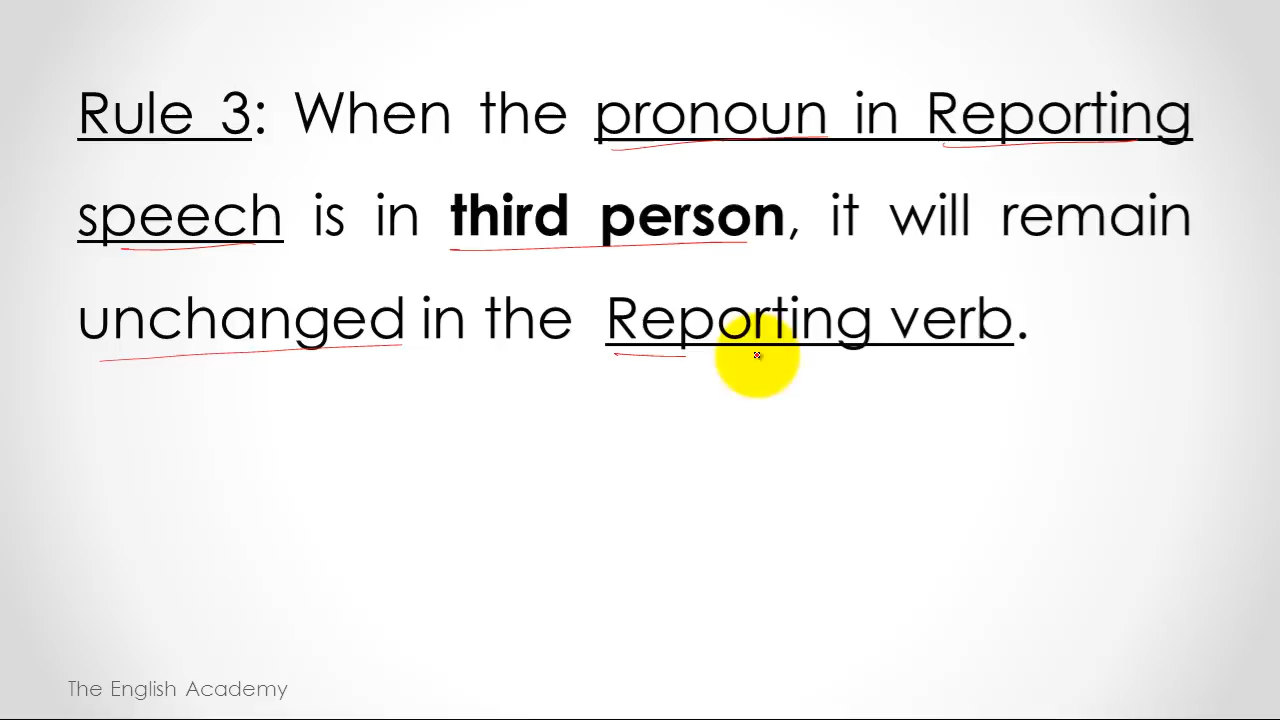 Rule 3: When the pronoun in Reporting
speech is in third person, it will remain
unchanged in the Reporting verb.
The English Academy